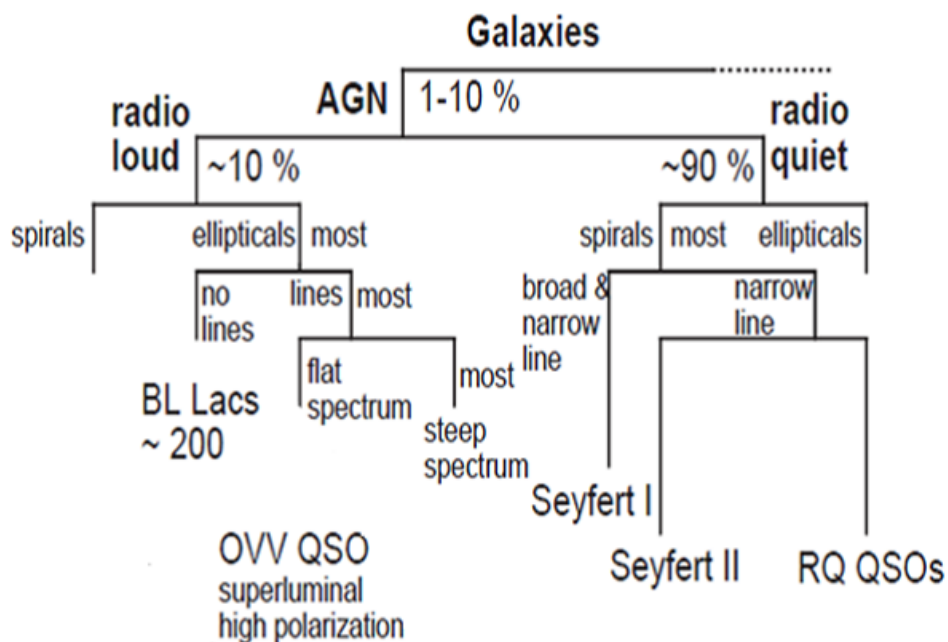 Galaxies
AGN
1-10 %
radio
loud
~10 %
radio
quiet
~90 %
spirals
ellipticals
most
spirals
most
ellipticals
no
lines
lines
most
broad &
narrow
line
narrow
line
BL Lacs
~ 200
flat
spectrum
most
steep
spectrum
Seyfert I
Seyfert II
RQ QSOs
OVV QSO
superluminal
high polarization